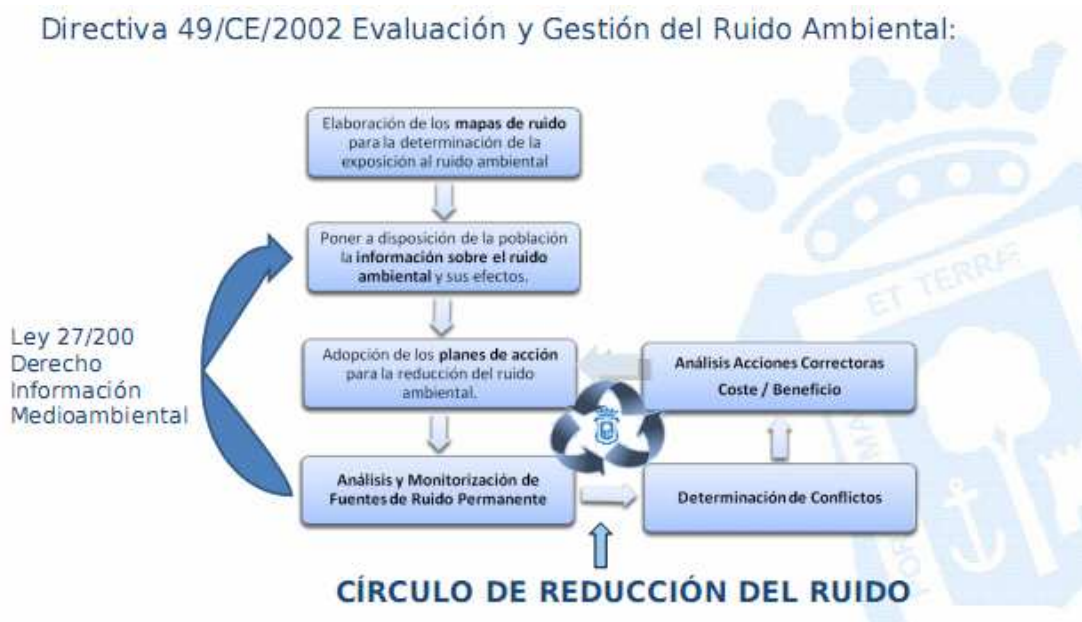 Directiva 49/CE/2002 Evaluación y Gestión del Ruido Ambiental:
Elaboración de los mapas de ruido
para la determinación de la
exposición al ruido ambiental
Poner a disposición de la población
la información sobre el ruido
ambiental y sus efectos.
Ley 27/200
Derecho
Información
Medioambiental
Adopción de los planes de acción
para la reducción del ruido
ambiental.
Análisis Acciones Correctoras
Coste / Beneficio
Análisis y Monitorización de
Fuentes de Ruido Permanente
Determinación de Conflictos
CÍRCULO DE REDUCCIÓN DEL RUIDO
ET TERRÆ